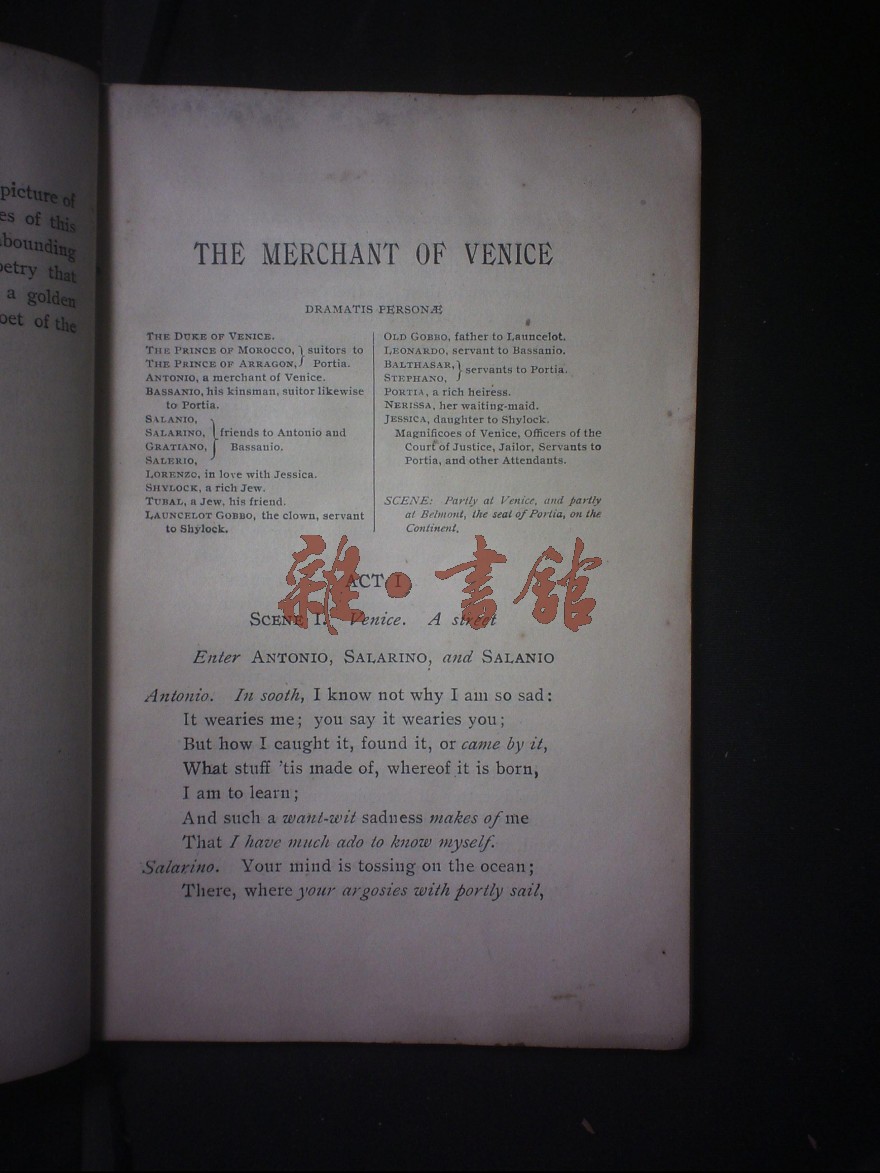 picture of
es of this
bounding
etry that
a golden
oet of the
THE MERCHANT OF VENICE
DRAMATIS PERSONÆ
THE DUKE OF VENICE.
THE PRINCE OF MOROCCO, } suitors to
THE PRINCE OF ARRAGON, } Portia.
ANTONIO, a merchant of Venice.
BASSANIO, his kinsman, suitor likewise
to Portia.
SALANIO,
SALARINO, } friends to Antonio and
GRATIANO, } Bassanio.
SALERIO,
LORENZO, in love with Jessica.
SHYLOCK, a rich Jew.
TUBAL, a Jew, his friend.
LAUNCELOT GOBBO, the clown, servant
to Shylock.
OLD GOBBO, father to Launcelot.
LEONARDO, servant to Bassanio.
BALTHASAR, } servants to Portia.
STEPHANO,
PORTIA, a rich heiress.
NERISSA, her waiting-maid.
JESSICA, daughter to Shylock.
Magnificoes of Venice, Officers of the
Court of Justice, Jailor, Servants to
Portia, and other Attendants.
SCENE: Partly at Venice, and partly
at Belmont, the seat of Portia, on the
Continent.
ACT I
雜·書館
SCENE I. Venice. A street
Enter ANTONIO, SALARINO, and SALANIO
Antonio. In sooth, I know not why I am so sad:
It wearies me; you say it wearies you;
But how I caught it, found it, or came by it,
What stuff 'tis made of, whereof it is born,
I am to learn;
And such a want-wit sadness makes of me
That I have much ado to know myself.
Salarino. Your mind is tossing on the ocean;
There, where your argosies with portly sail,